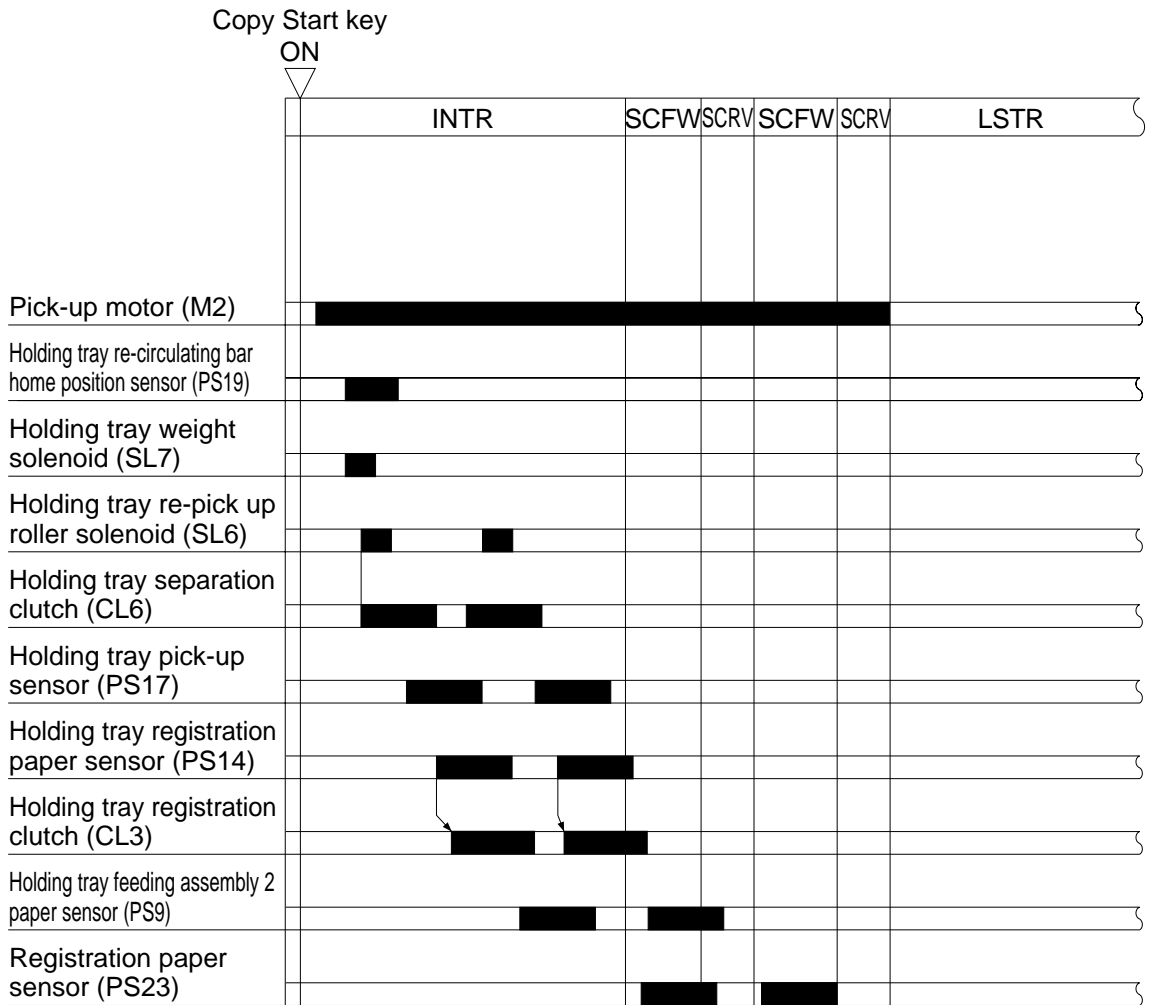 Copy Start key
ON
INTR SCFW SCRV SCFW SCRV LSTR
Pick-up motor (M2)
Holding tray re-circulating bar
home position sensor (PS19)
Holding tray weight
solenoid (SL7)
Holding tray re-pick up
roller solenoid (SL6)
Holding tray separation
clutch (CL6)
Holding tray pick-up
sensor (PS17)
Holding tray registration
paper sensor (PS14)
Holding tray registration
clutch (CL3)
Holding tray feeding assembly 2
paper sensor (PS9)
Registration paper
sensor (PS23)